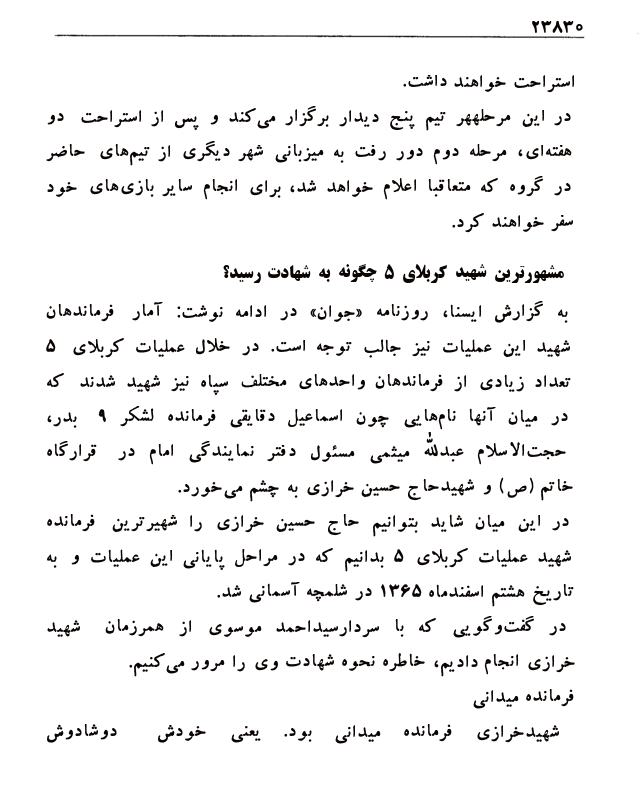 ۲۳۸۳۰
استراحت خواهند داشت.
در این مرحلههر تیم پنج دیدار برگزار می‌کند و پس از استراحت دو
هفته‌ای، مرحله دوم دور رفت به میزبانی شهر دیگری از تیم‌های حاضر
در گروه که متعاقبا اعلام خواهد شد، برای انجام سایر بازی‌های خود
سفر خواهند کرد.
مشهورترین شهید کربلای ۵ چگونه به شهادت رسید؟
به گزارش ایسنا، روزنامه «جوان» در ادامه نوشت: آمار فرماندهان
شهید این عملیات نیز جالب توجه است. در خلال عملیات کربلای ۵
تعداد زیادی از فرماندهان واحدهای مختلف سپاه نیز شهید شدند که
در میان آنها نام‌هایی چون اسماعیل دقایقی فرمانده لشکر ۹ بدر،
حجت‌الاسلام عبدالله میثمی مسئول دفتر نمایندگی امام در قرارگاه
خاتم (ص) و شهیدحاج حسین خرازی به چشم می‌خورد.
در این میان شاید بتوانیم حاج حسین خرازی را شهیرترین فرمانده
شهید عملیات کربلای ۵ بدانیم که در مراحل پایانی این عملیات و به
تاریخ هشتم اسفندماه ۱۳۶۵ در شلمچه آسمانی شد.
در گفت‌وگویی که با سردارسیداحمد موسوی از همرزمان شهید
خرازی انجام دادیم، خاطره نحوه شهادت وی را مرور می‌کنیم.
فرمانده میدانی
شهیدخرازی فرمانده میدانی بود. یعنی خودش دوشادوش